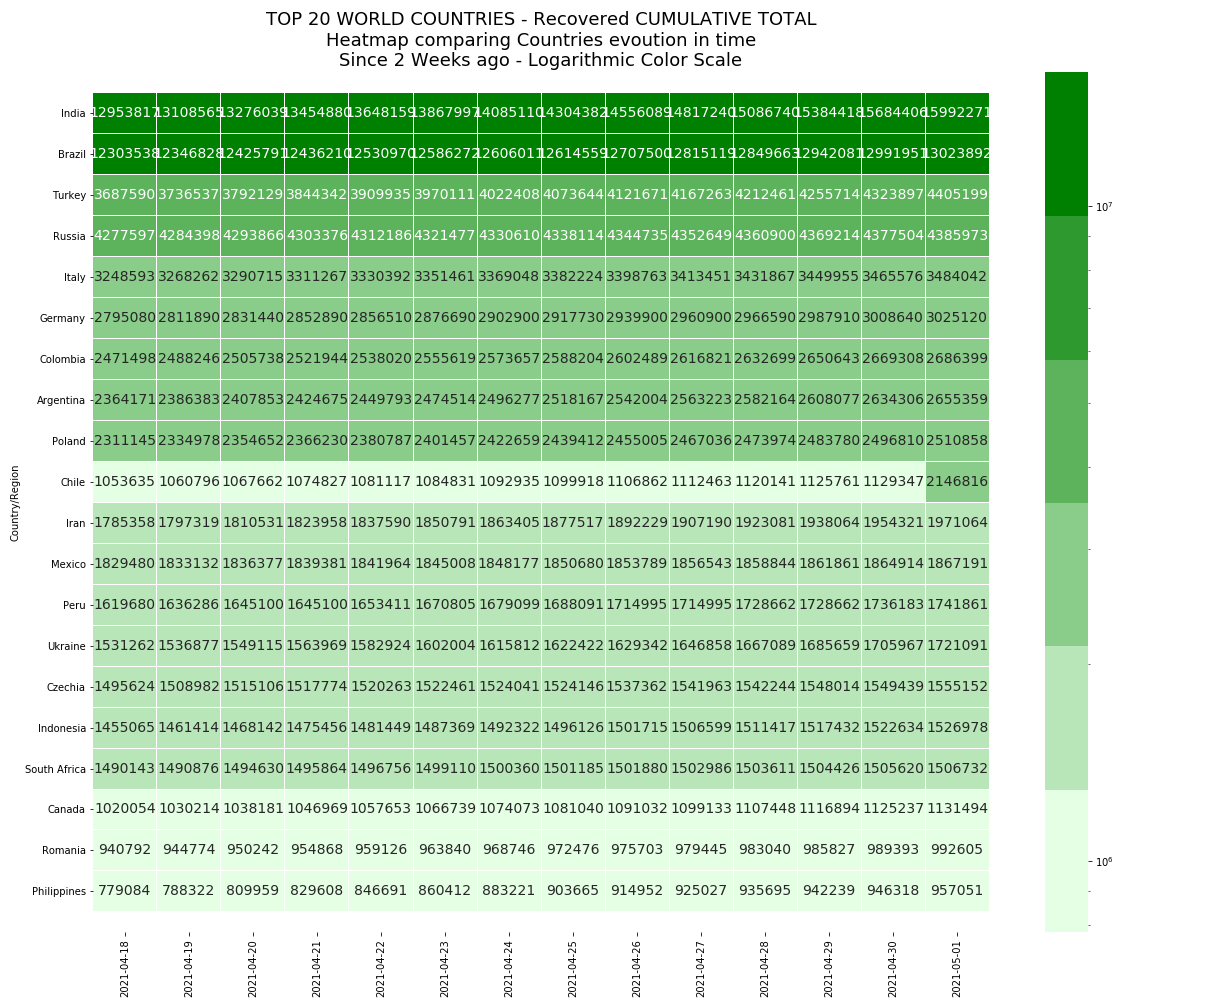 TOP 20 WORLD COUNTRIES - Recovered CUMULATIVE TOTAL
Heatmap comparing Countries evoution in time
Since 2 Weeks ago - Logarithmic Color Scale
India 12953817 13108565 13276039 13454880 13648159 13867997 14085110 14304382 14556089 14817240 15086740 15384418 15684406 15992271
Brazil 12303538 12346828 12425791 12436210 12530970 12586272 12606011 12614559 12707500 12815119 12849663 12942081 12991951 13023892
Turkey 3687590 3736537 3792129 3844342 3909935 3970111 4022408 4073644 4121671 4167263 4212461 4255714 4323897 4405199
Russia 4277597 4284398 4293866 4303376 4312186 4321477 4330610 4338114 4344735 4352649 4360900 4369214 4377504 4385973
Italy 3248593 3268262 3290715 3311267 3330392 3351461 3369048 3382224 3398763 3413451 3431867 3449955 3465576 3484042
Germany 2795080 2811890 2831440 2852890 2856510 2876690 2902900 2917730 2939900 2960900 2966590 2987910 3008640 3025120
Colombia 2471498 2488246 2505738 2521944 2538020 2555619 2573657 2588204 2602489 2616821 2632699 2650643 2669308 2686399
Argentina 2364171 2386383 2407853 2424675 2449793 2474514 2496277 2518167 2542004 2563223 2582164 2608077 2634306 2655359
Poland 2311145 2334978 2354652 2366230 2380787 2401457 2422659 2439412 2455005 2467036 2473974 2483780 2496810 2510858
Chile 1053635 1060796 1067662 1074827 1081117 1084831 1092935 1099918 1106862 1112463 1120141 1125761 1129347 2146816
Iran 1785358 1797319 1810531 1823958 1837590 1850791 1863405 1877517 1892229 1907190 1923081 1938064 1954321 1971064
Mexico 1829480 1833132 1836377 1839381 1841964 1845008 1848177 1850680 1853789 1856543 1858844 1861861 1864914 1867191
Peru 1619680 1636286 1645100 1645100 1653411 1670805 1679099 1688091 1714995 1714995 1728662 1728662 1736183 1741861
Ukraine 1531262 1536877 1549115 1563969 1582924 1602004 1615812 1622422 1629342 1646858 1667089 1685659 1705967 1721091
Czechia 1495624 1508982 1515106 1517774 1520263 1522461 1524041 1524146 1537362 1541963 1542244 1548014 1549439 1555152
Indonesia 1455065 1461414 1468142 1475456 1481449 1487369 1492322 1496126 1501715 1506599 1511417 1517432 1522634 1526978
South Africa 1490143 1490876 1494630 1495864 1496756 1499110 1500360 1501185 1501880 1502986 1503611 1504426 1505620 1506732
Canada 1020054 1030214 1038181 1046969 1057653 1066739 1074073 1081040 1091032 1099133 1107448 1116894 1125237 1131494
Romania 940792 944774 950242 954868 959126 963840 968746 972476 975703 979445 983040 985827 989393 992605
Philippines 779084 788322 809959 829608 846691 860412 883221 903665 914952 925027 935695 942239 946318 957051
Country/Region
2021-04-18 2021-04-19 2021-04-20 2021-04-21 2021-04-22 2021-04-23 2021-04-24 2021-04-25 2021-04-26 2021-04-27 2021-04-28 2021-04-29 2021-04-30 2021-05-01
10⁷
10⁶